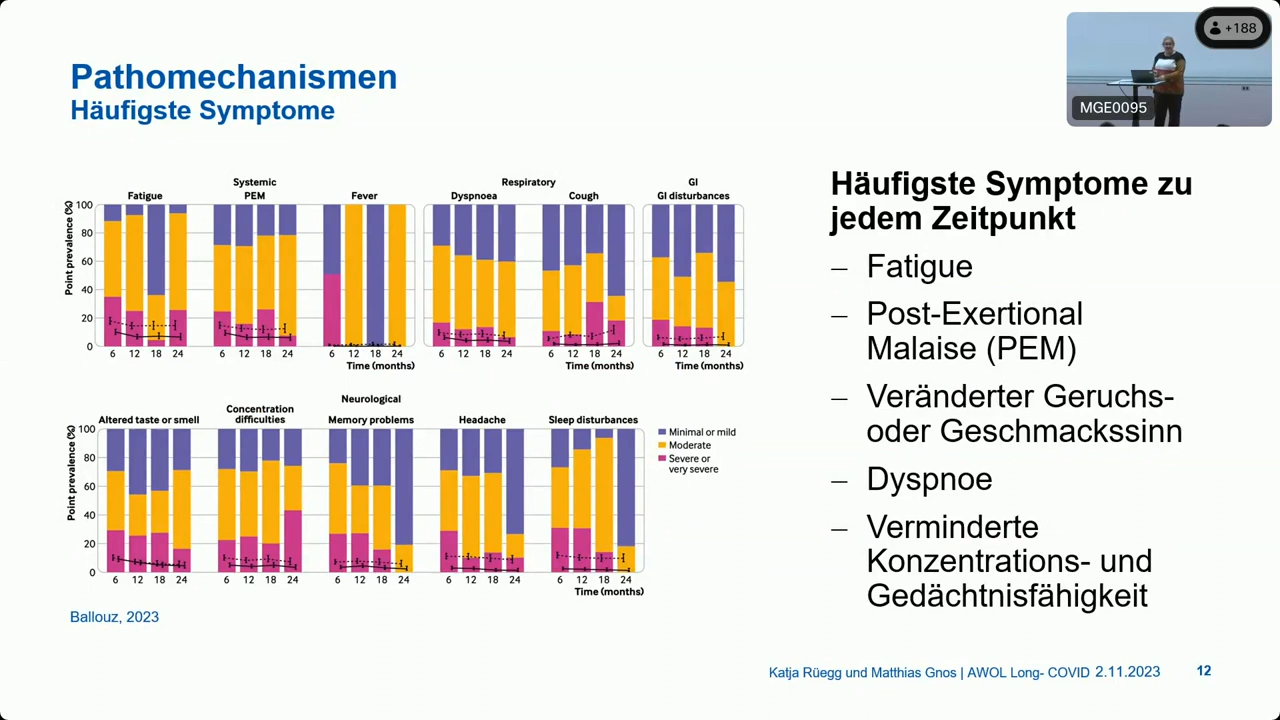 Pathomechanismen
Häufigste Symptome
+188
MGE0095
Systemic
Respiratory
GI
Fatigue
PEM
Fever
Dyspnoea
Cough
GI disturbances
Point prevalence (%)
100
80
60
40
20
0
6 12 18 24
6 12 18 24
6 12 18 24
6 12 18 24
6 12 18 24
6 12 18 24
Time (months)
Time (months)
Time (months)
Neurological
Altered taste or smell
Concentration
difficulties
Memory problems
Headache
Sleep disturbances
Point prevalence (%)
100
80
60
40
20
0
6 12 18 24
6 12 18 24
6 12 18 24
6 12 18 24
6 12 18 24
Time (months)
Minimal or mild
Moderate
Severe or
very severe
Ballouz, 2023
Häufigste Symptome zu
jedem Zeitpunkt
– Fatigue
– Post-Exertional
Malaise (PEM)
– Veränderter Geruchs-
oder Geschmackssinn
– Dyspnoe
– Verminderte
Konzentrations- und
Gedächtnisfähigkeit
Katja Rüegg und Matthias Gnos | AWOL Long- COVID 2.11.2023 12